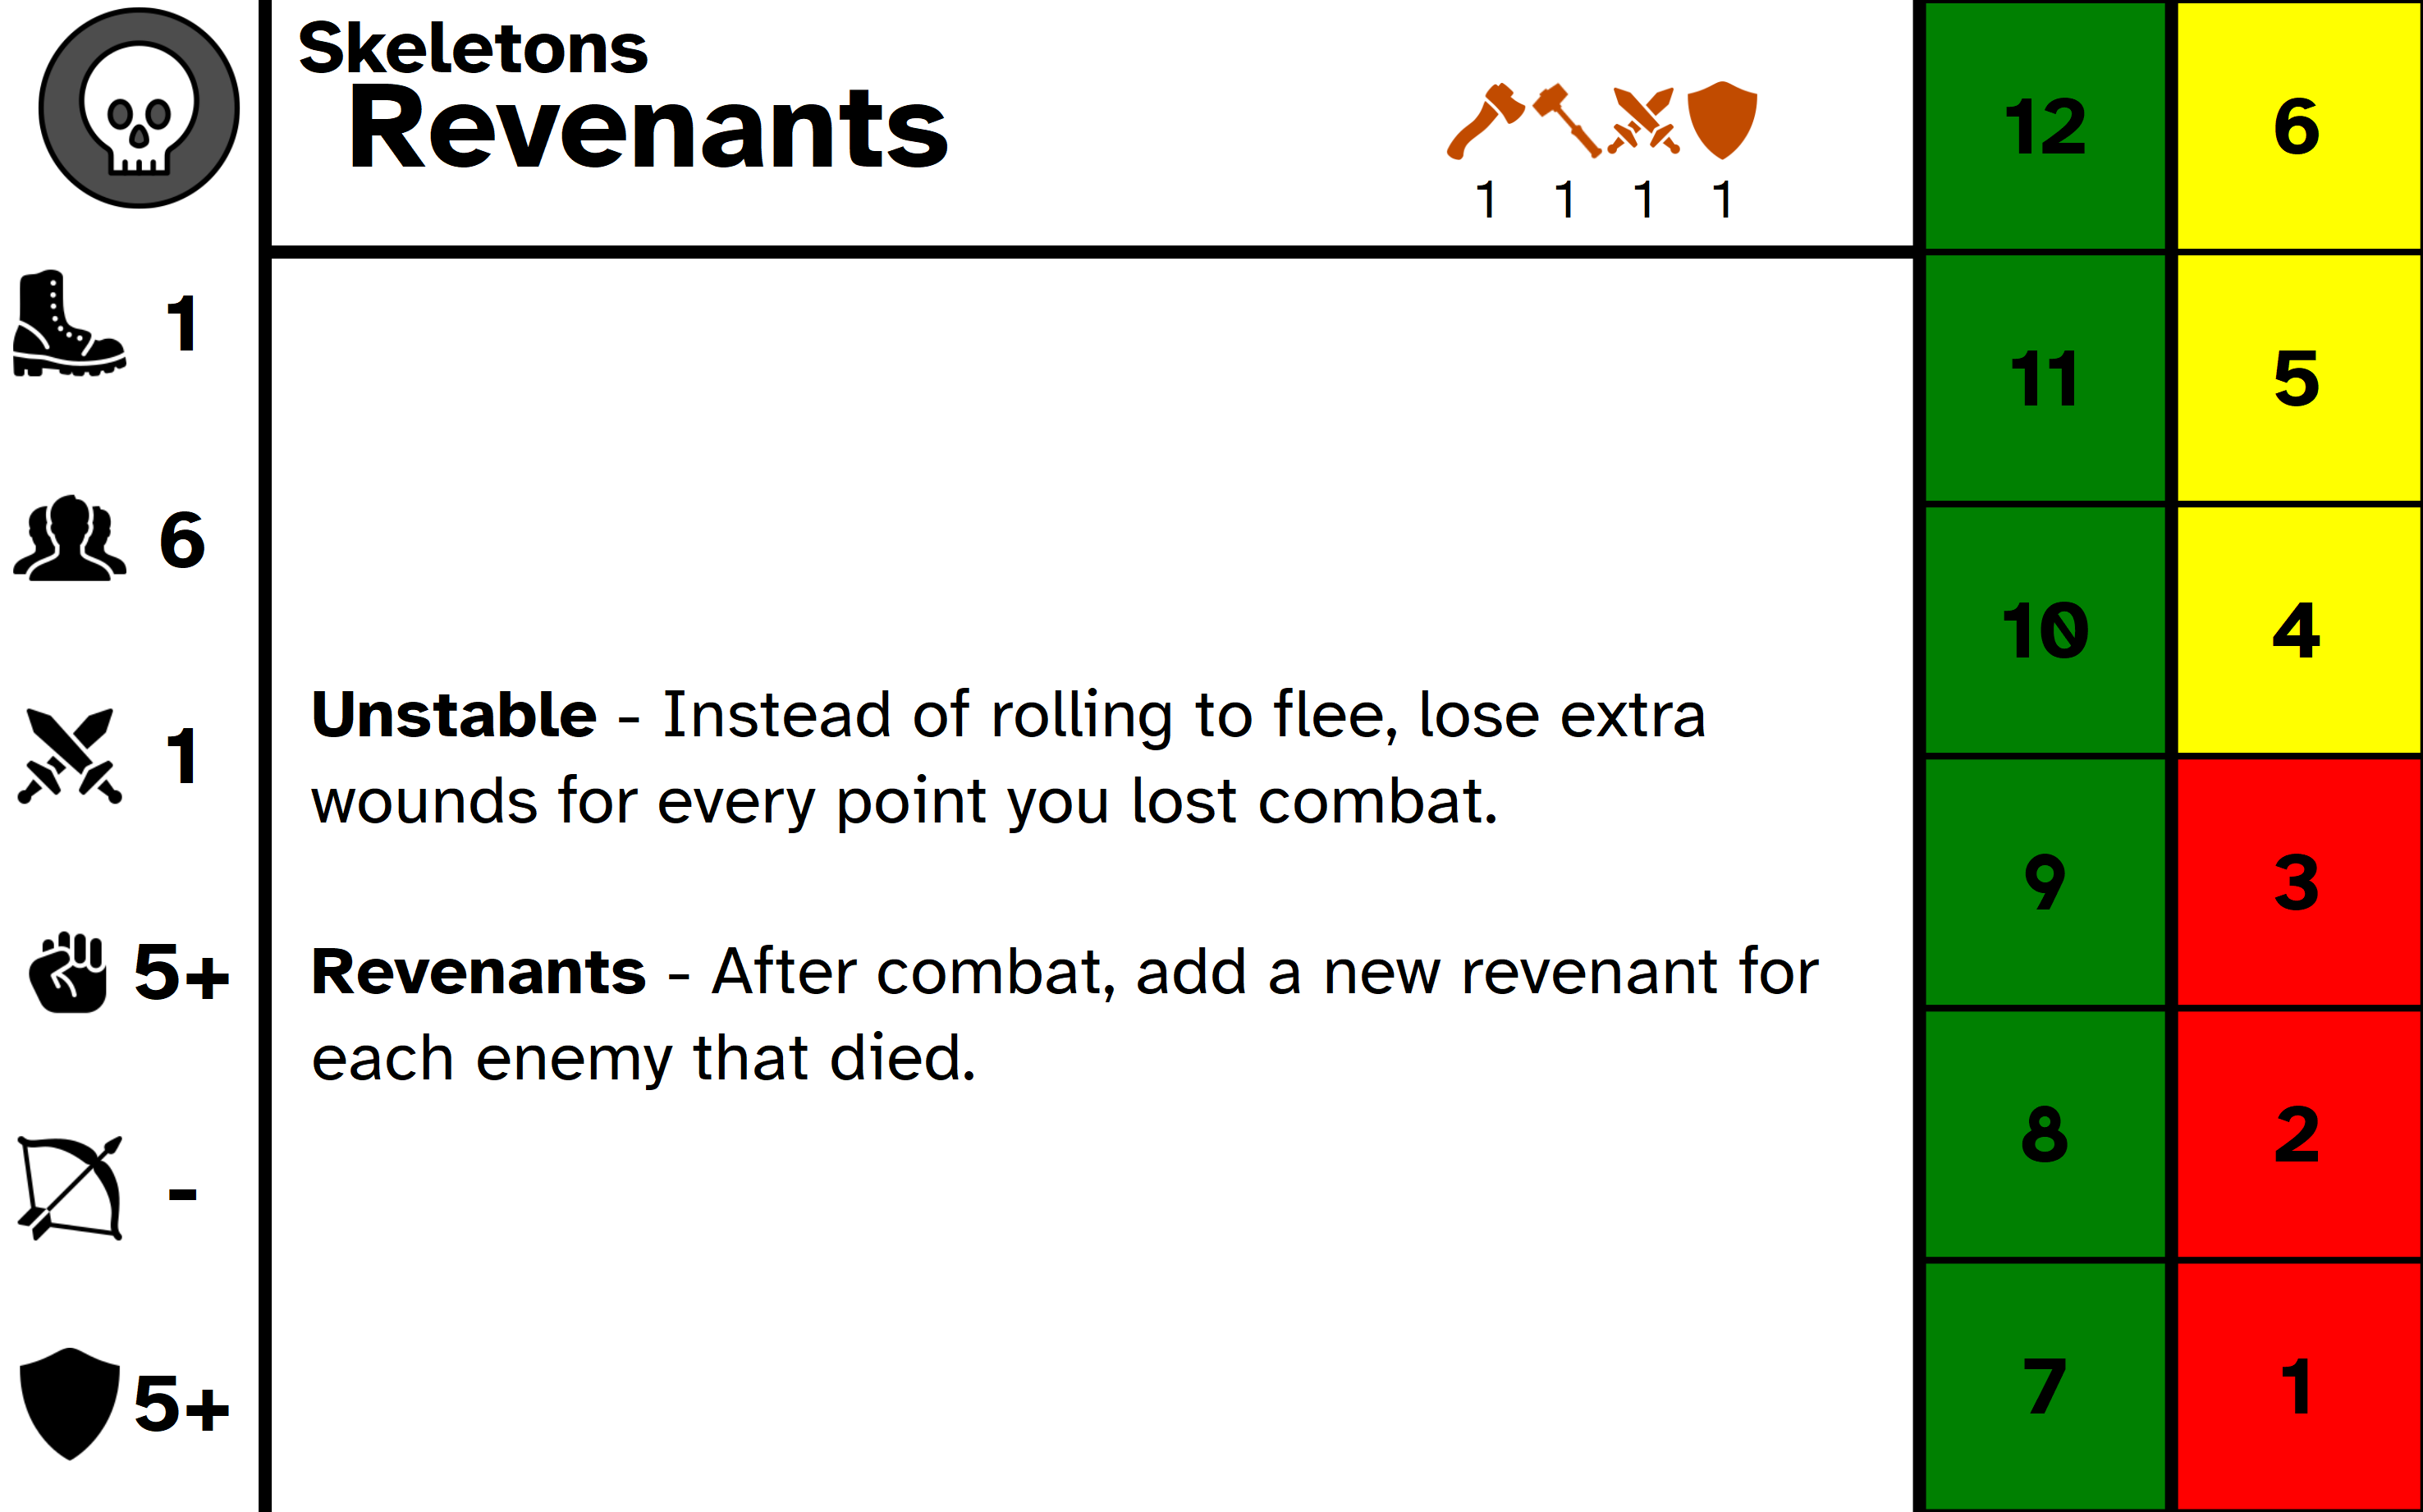 Skeletons
Revenants
1 1 1 1
1
6
1
5+
-
5+
Unstable - Instead of rolling to flee, lose extra
wounds for every point you lost combat.
Revenants - After combat, add a new revenant for
each enemy that died.
12 6
11 5
10 4
9 3
8 2
7 1